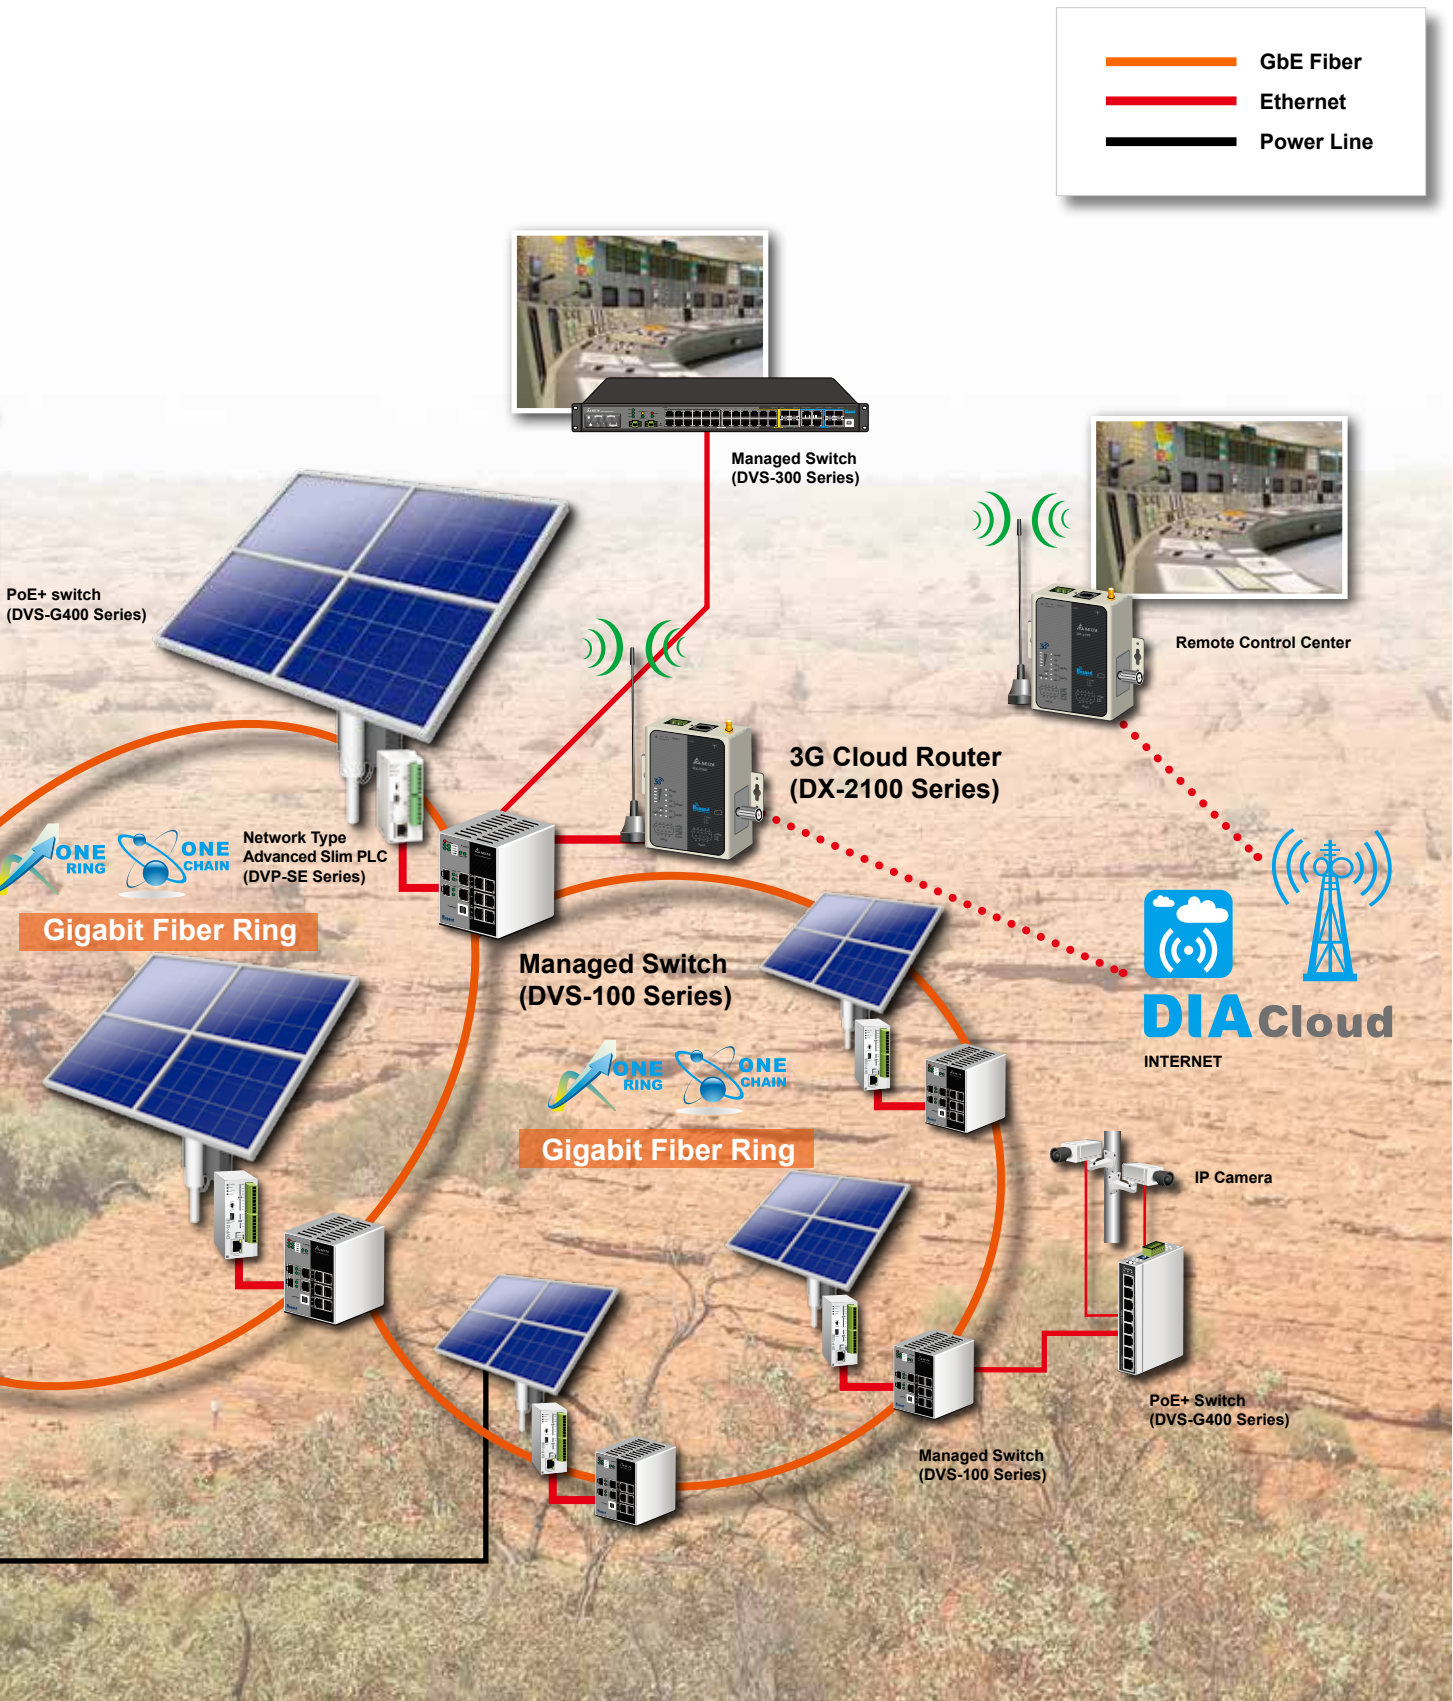 GbE Fiber
Ethernet
Power Line
Managed Switch
(DVS-300 Series)
PoE+ switch
(DVS-G400 Series)
Remote Control Center
3G Cloud Router
(DX-2100 Series)
ONE
RING
ONE
CHAIN
Network Type
Advanced Slim PLC
(DVP-SE Series)
Gigabit Fiber Ring
Managed Switch
(DVS-100 Series)
DIACloud
INTERNET
ONE
RING
ONE
CHAIN
Gigabit Fiber Ring
IP Camera
PoE+ Switch
(DVS-G400 Series)
Managed Switch
(DVS-100 Series)